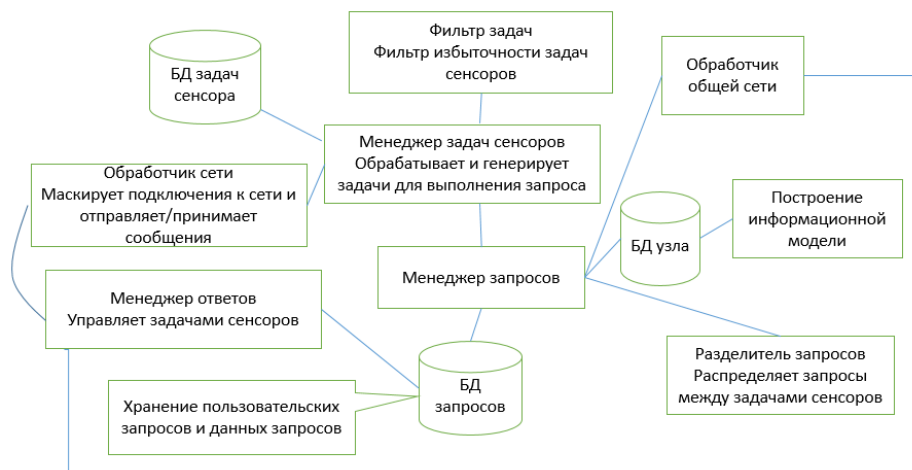 Фильтр задач
Фильтр избыточности задач
сенсоров
БД задач
сенсора
Обработчик
общей сети
Менеджер задач сенсоров
Обрабатывает и генерирует
задачи для выполнения запроса
Обработчик сети
Маскирует подключения к сети и
отправляет/принимает
сообщения
Построение
информационной
модели
БД узла
Менеджер запросов
Менеджер ответов
Управляет задачами сенсоров
Разделитель запросов
Распределяет запросы
между задачами сенсоров
БД
запросов
Хранение пользовательских
запросов и данных запросов